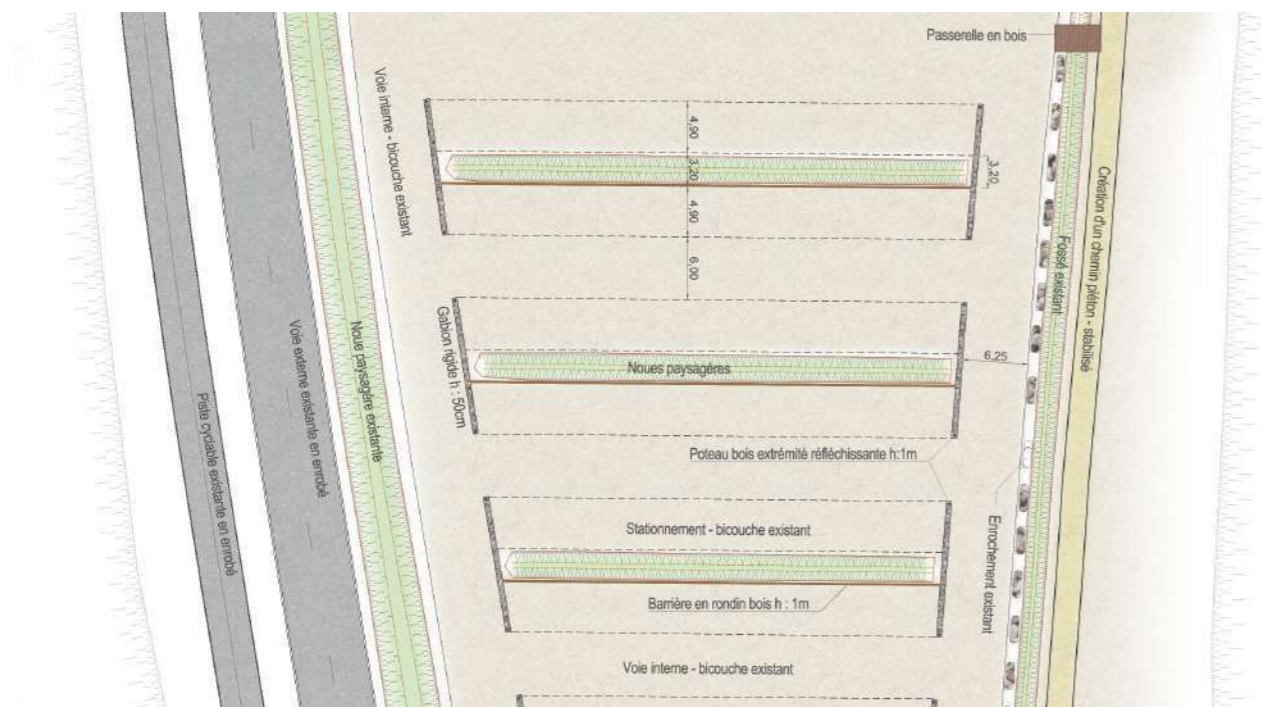 Passerelle en bois
Voie interne - bicouche existant
4,90
3,20
3,20
4,90
6,00
Création d'un chemin piéton - stabilisé
Fossé existant
Gabion rigide h : 50cm
Voie externe existante en enrobé
Noue paysagère existante
Noues paysagères
6,25
Piste cyclable existante en enrobé
Poteau bois extrémité réfléchissante h:1m
Stationnement - bicouche existant
Enrochement existant
Barrière en rondin bois h : 1m
Voie interne - bicouche existant